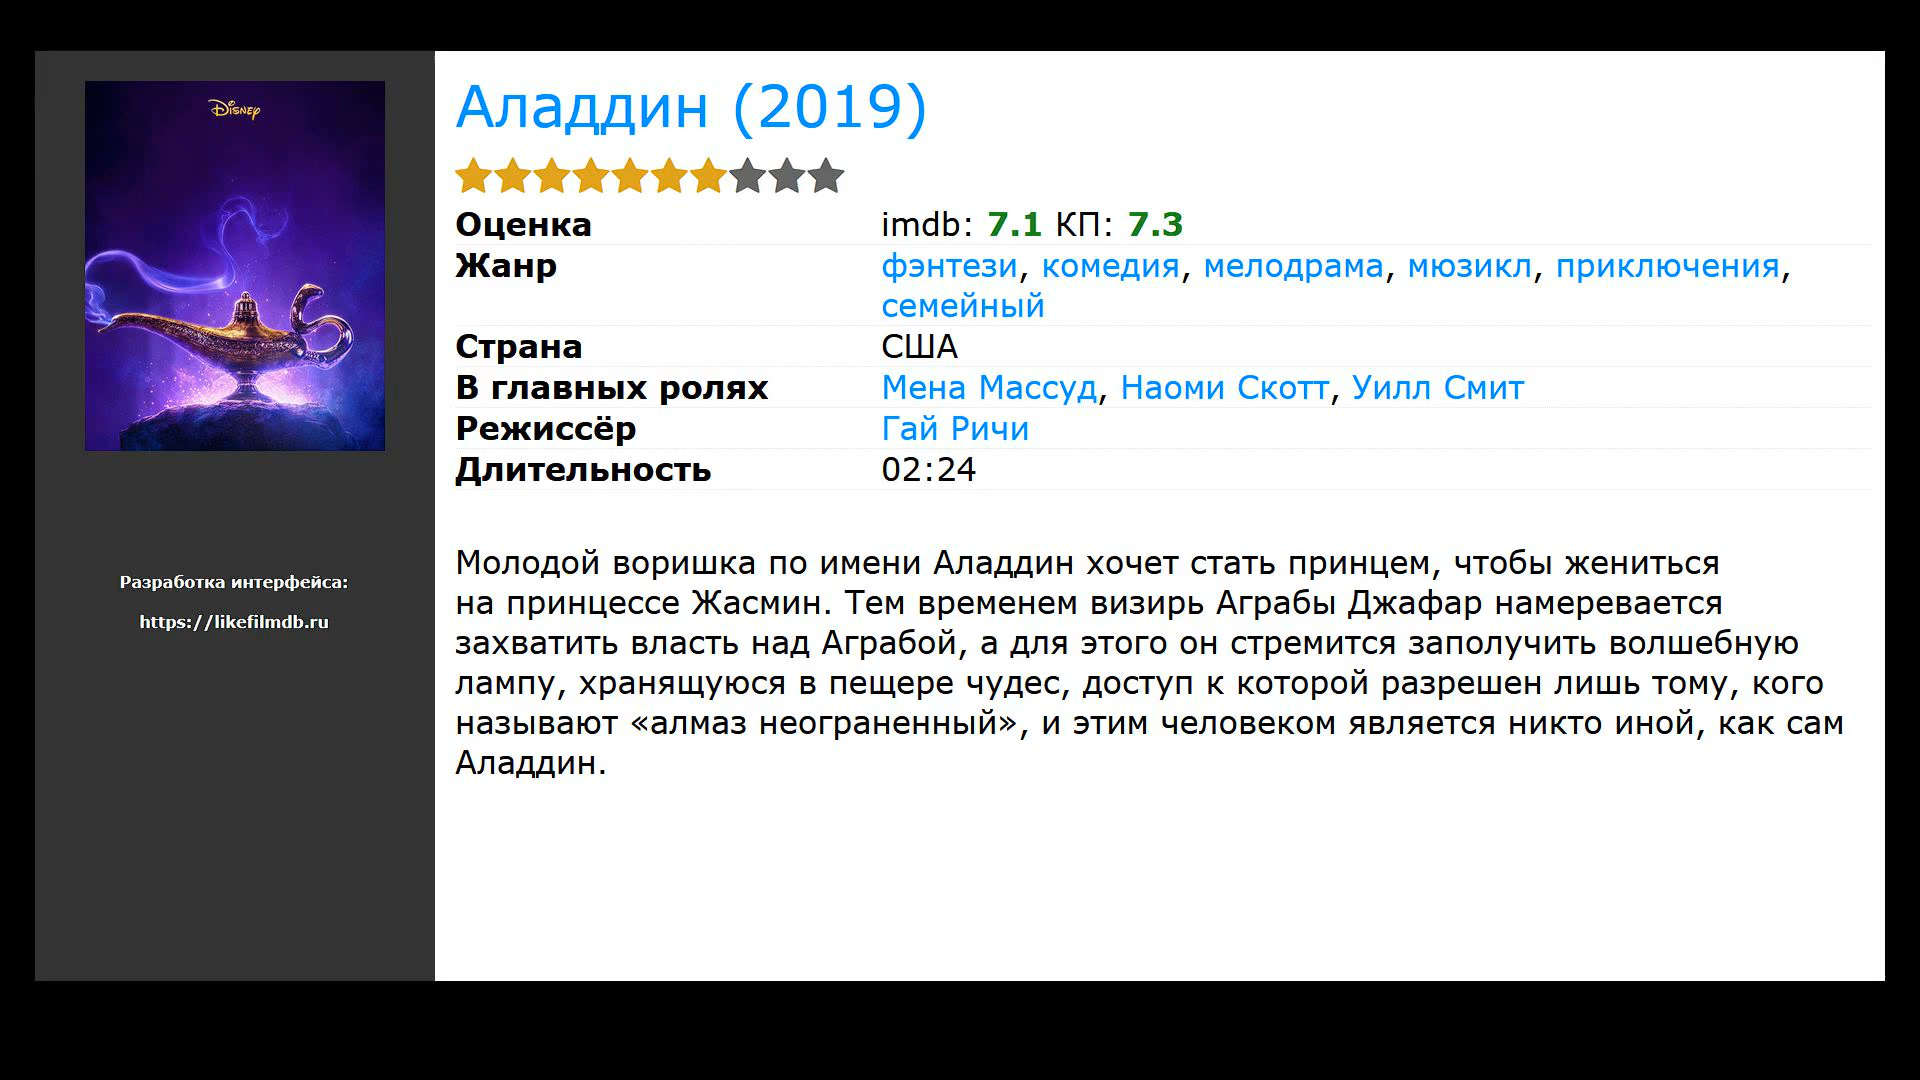 Disney
Аладдин (2019)
Оценка imdb: 7.1 КП: 7.3
Жанр фэнтези, комедия, мелодрама, мюзикл, приключения,
семейный
Страна США
В главных ролях Мена Массуд, Наоми Скотт, Уилл Смит
Режиссёр Гай Ричи
Длительность 02:24
Разработка интерфейса:
https://likefilmdb.ru
Молодой воришка по имени Аладдин хочет стать принцем, чтобы жениться
на принцессе Жасмин. Тем временем визирь Аграбы Джафар намеревается
захватить власть над Аграбой, а для этого он стремится заполучить волшебную
лампу, хранящуюся в пещере чудес, доступ к которой разрешен лишь тому, кого
называют «алмаз неограненный», и этим человеком является никто иной, как сам
Аладдин.